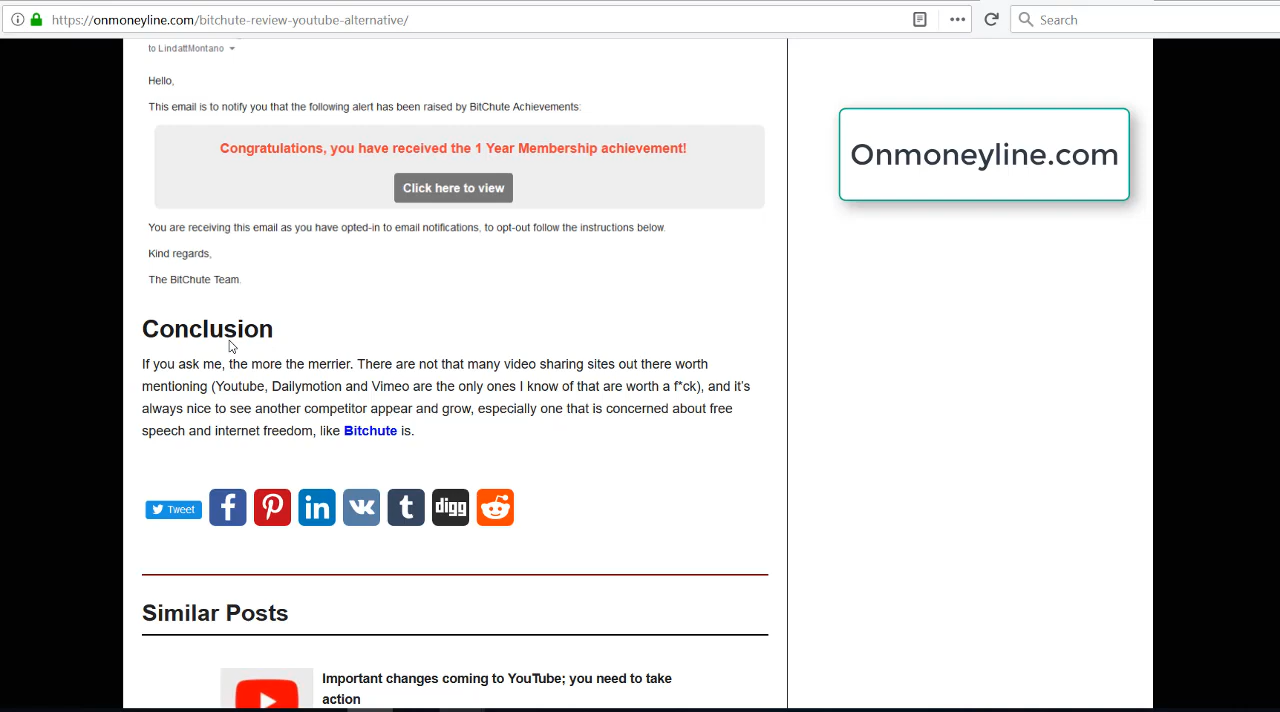 https://onmoneyline.com/bitchute-review-youtube-alternative/
Search
to LindattMontano
Hello,
This email is to notify you that the following alert has been raised by BitChute Achievements:
Congratulations, you have received the 1 Year Membership achievement!
Click here to view
You are receiving this email as you have opted-in to email notifications, to opt-out follow the instructions below.
Kind regards,
The BitChute Team.
Onmoneyline.com
Conclusion
If you ask me, the more the merrier. There are not that many video sharing sites out there worth
mentioning (Youtube, Dailymotion and Vimeo are the only ones I know of that are worth a f*ck), and it's
always nice to see another competitor appear and grow, especially one that is concerned about free
speech and internet freedom, like Bitchute is.
Tweet
digg
Similar Posts
Important changes coming to YouTube; you need to take
action